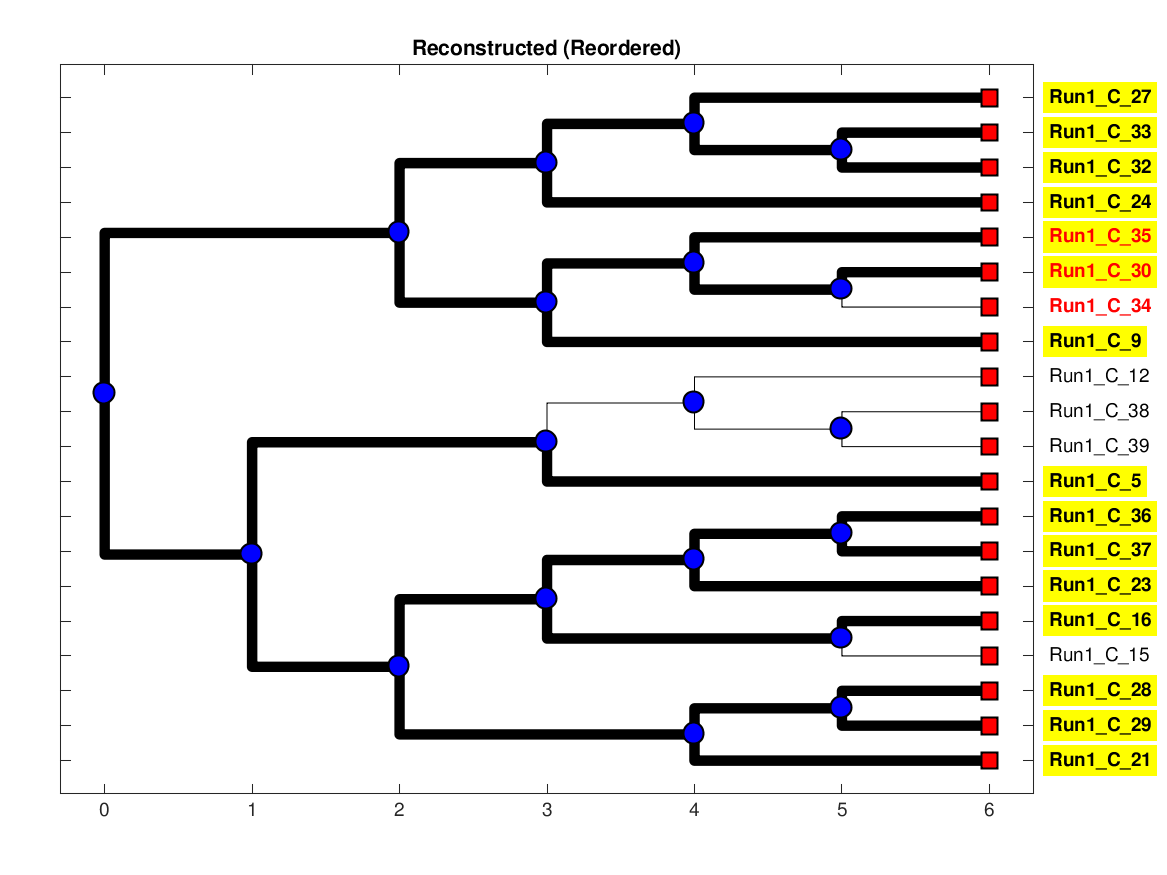 Reconstructed (Reordered)
Run1_C_27
Run1_C_33
Run1_C_32
Run1_C_24
Run1_C_35
Run1_C_30
Run1_C_34
Run1_C_9
Run1_C_12
Run1_C_38
Run1_C_39
Run1_C_5
Run1_C_36
Run1_C_37
Run1_C_23
Run1_C_16
Run1_C_15
Run1_C_28
Run1_C_29
Run1_C_21
0 1 2 3 4 5 6